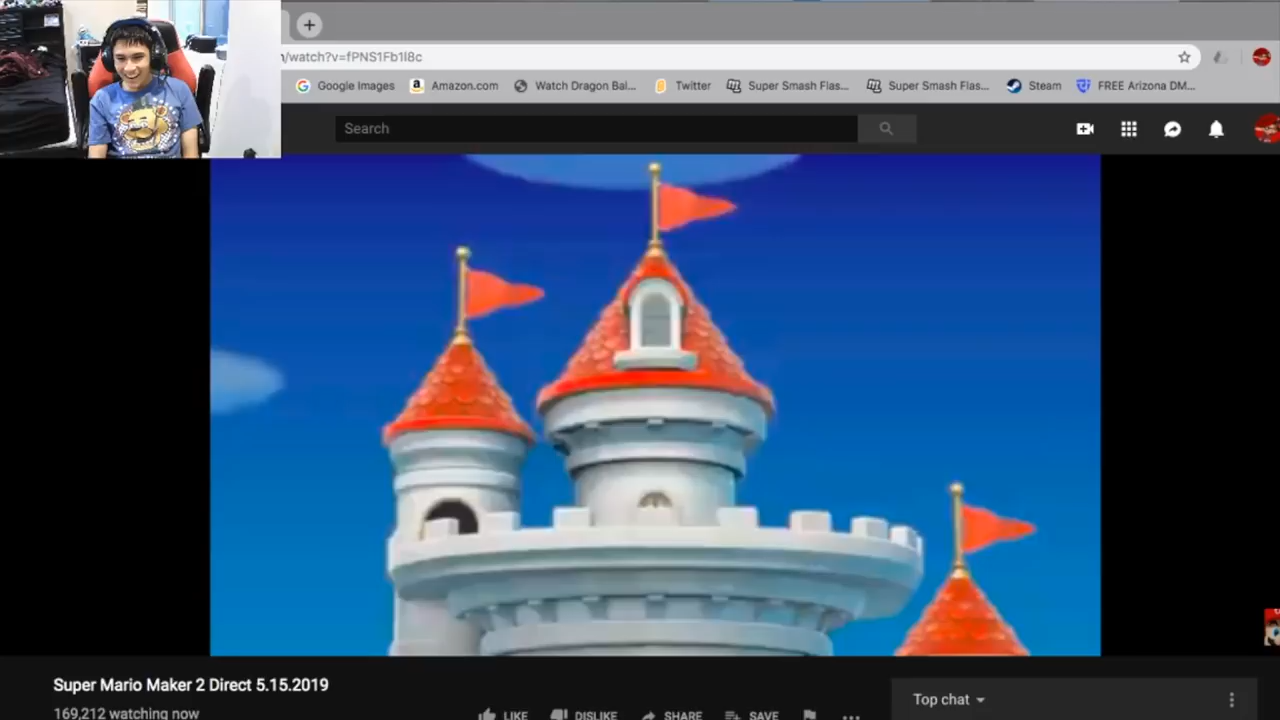 n/watch?v=fPNS1Fb1l8c
Google Images
Amazon.com
Watch Dragon Bal...
Twitter
Super Smash Flas...
Super Smash Flas...
Steam
FREE Arizona DM...
Search
Super Mario Maker 2 Direct 5.15.2019
169,212 watching now
LIKE
DISLIKE
SHARE
SAVE
Top chat